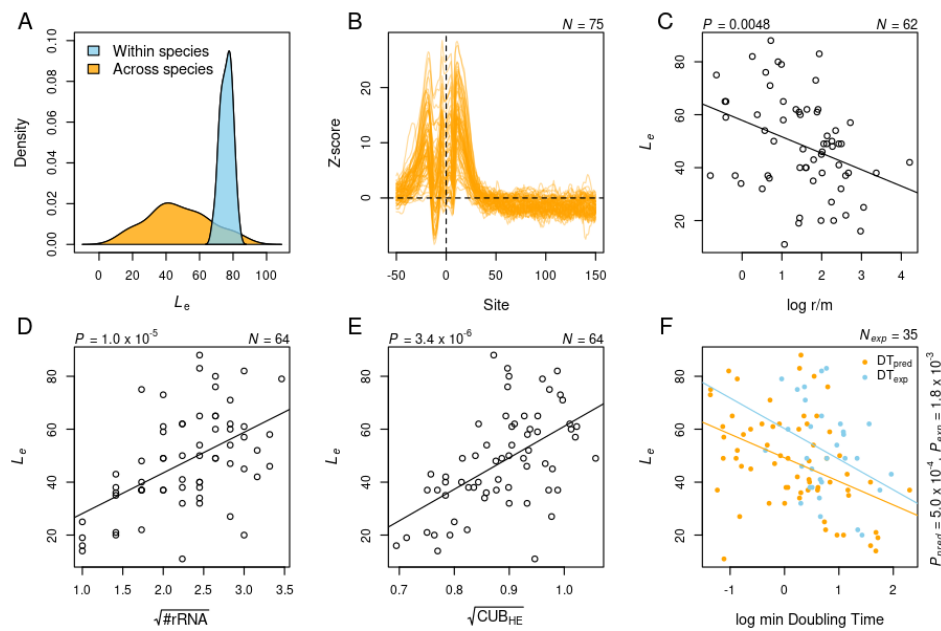 A
Within species
Across species
Density
0.00 0.02 0.04 0.06 0.08 0.10
0 20 40 60 80 100
Le
B
N = 75
Z-score
0 10 20
-50 0 50 100 150
Site
C
P = 0.0048
N = 62
Le
20 40 60 80
0 1 2 3 4
log r/m
D
P = 1.0 x 10-5
N = 64
Le
20 40 60 80
1.0 1.5 2.0 2.5 3.0 3.5
√#rRNA
E
P = 3.4 x 10-6
N = 64
Le
20 40 60 80
0.7 0.8 0.9 1.0
√CUBHE
F
Nexp = 35
DTpred
DTexp
Le
20 40 60 80
-1 0 1 2
log min Doubling Time
Ppred = 5.0 x 10-4, Pexp = 1.8 x 10-3